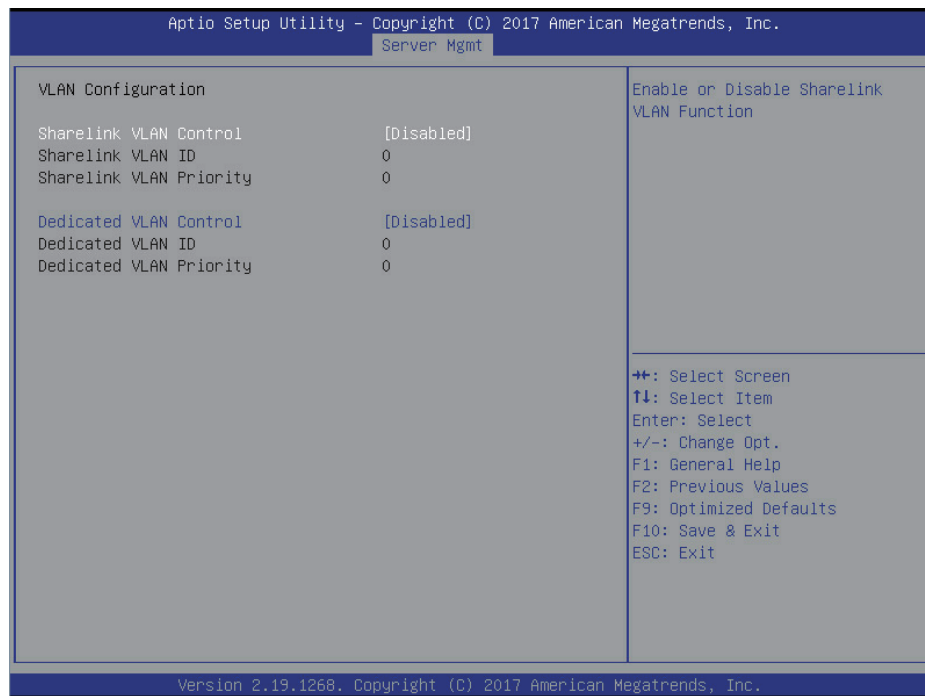 Aptio Setup Utility – Copyright (C) 2017 American Megatrends, Inc.
Server Mgmt
VLAN Configuration
Sharelink VLAN Control [Disabled]
Sharelink VLAN ID 0
Sharelink VLAN Priority 0
Dedicated VLAN Control [Disabled]
Dedicated VLAN ID 0
Dedicated VLAN Priority 0
Enable or Disable Sharelink
VLAN Function
→←: Select Screen
↑↓: Select Item
Enter: Select
+/-: Change Opt.
F1: General Help
F2: Previous Values
F9: Optimized Defaults
F10: Save & Exit
ESC: Exit
Version 2.19.1268. Copyright (C) 2017 American Megatrends, Inc.